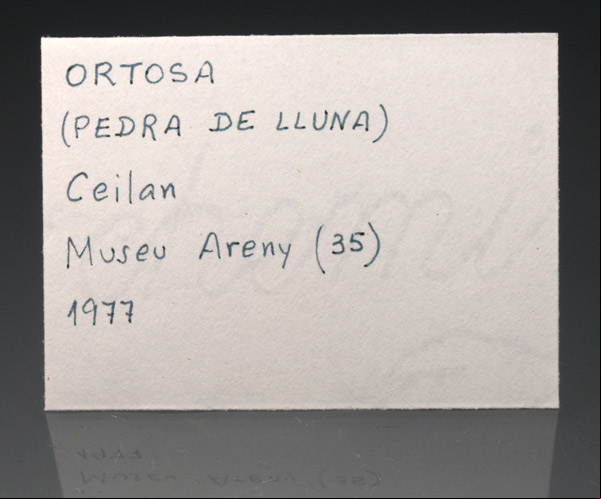 ORTOSA
(PEDRA DE LLUNA)
Ceilan
Museu Areny (35)
1977